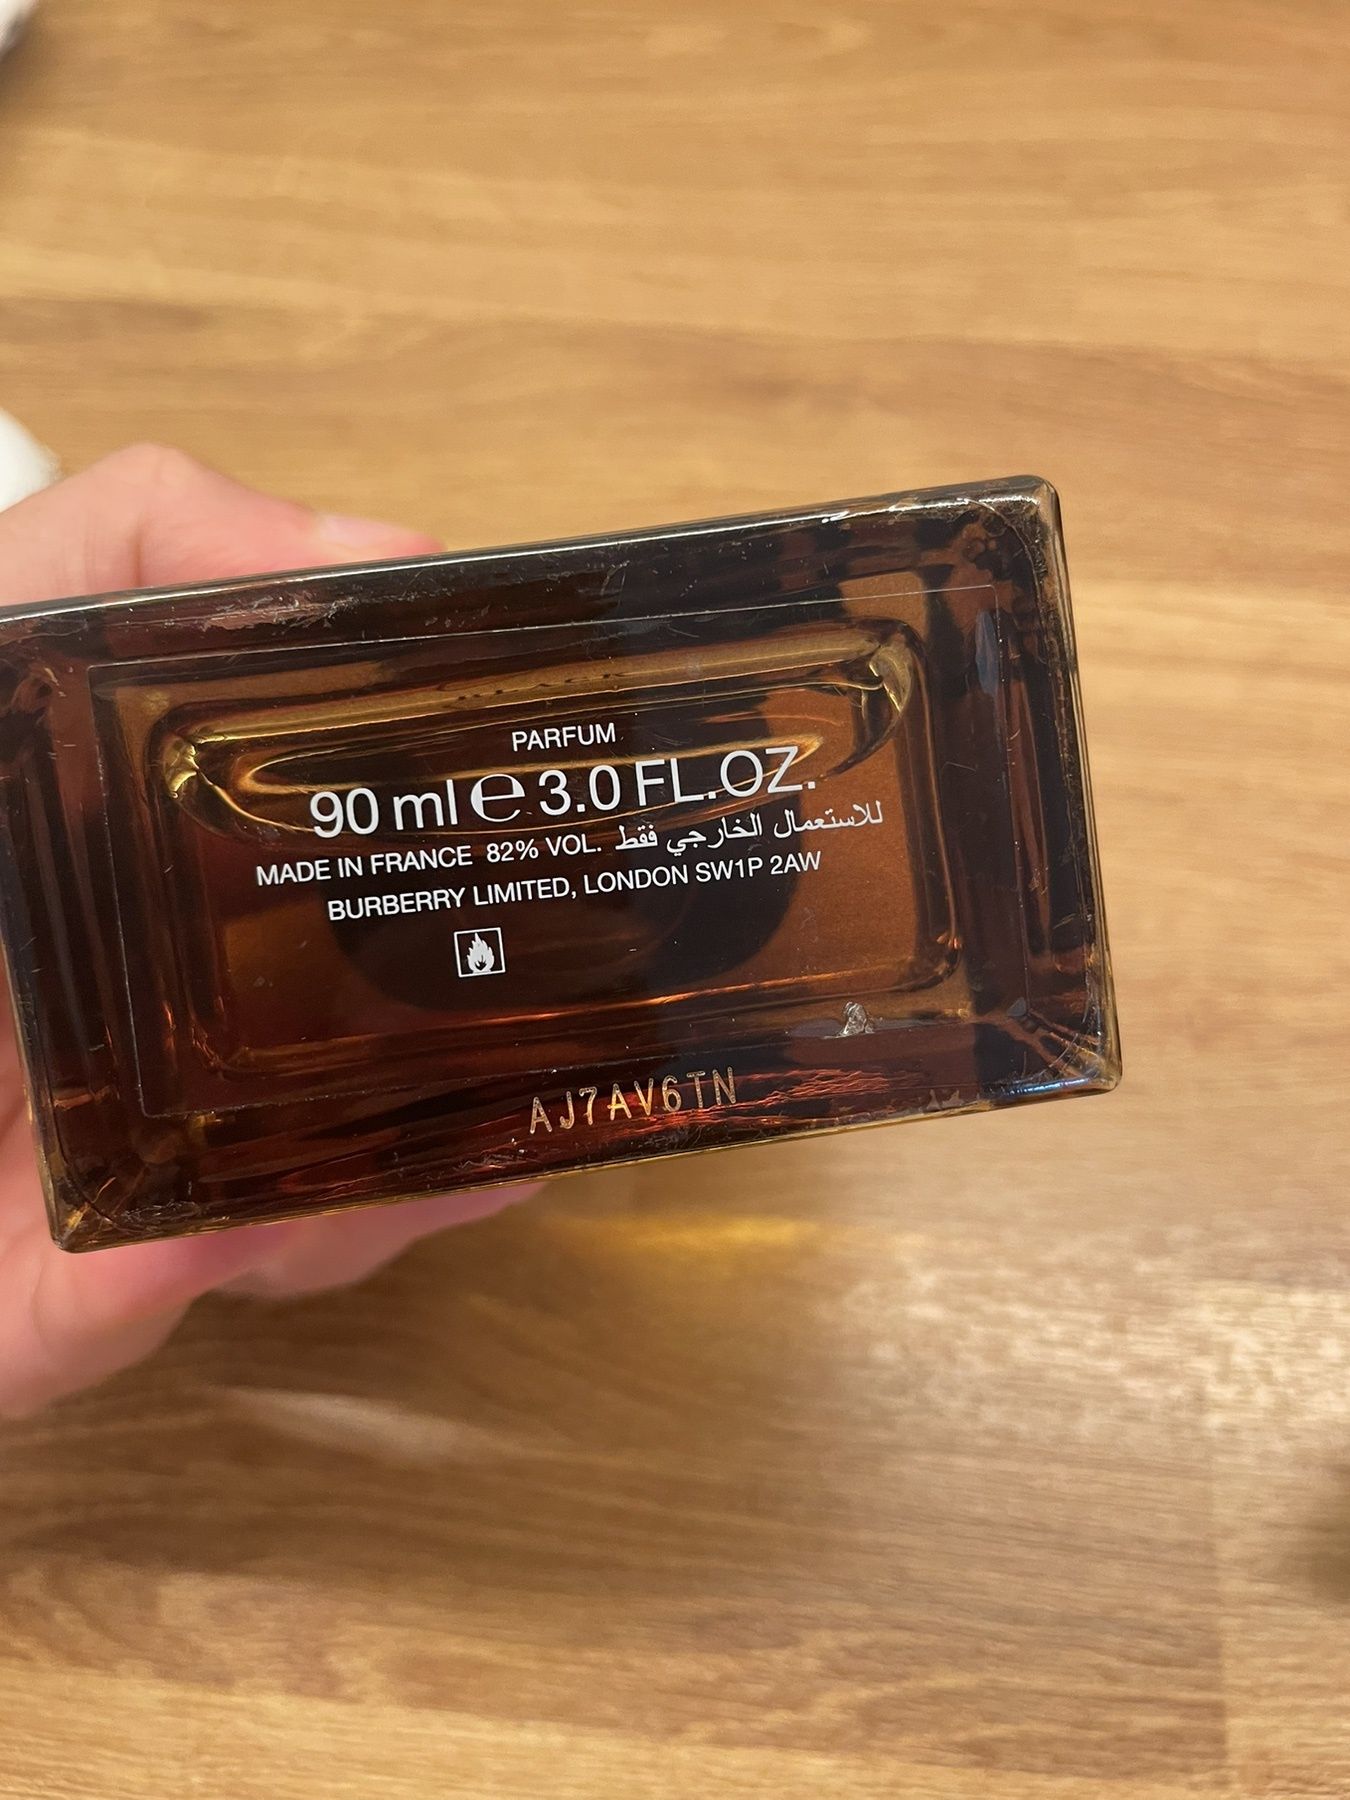 PARFUM
90 ml ℮ 3.0 FL.OZ.
MADE IN FRANCE 82% VOL. للاستعمال الخارجي فقط
BURBERRY LIMITED, LONDON SW1P 2AW
AJ7AV6TN